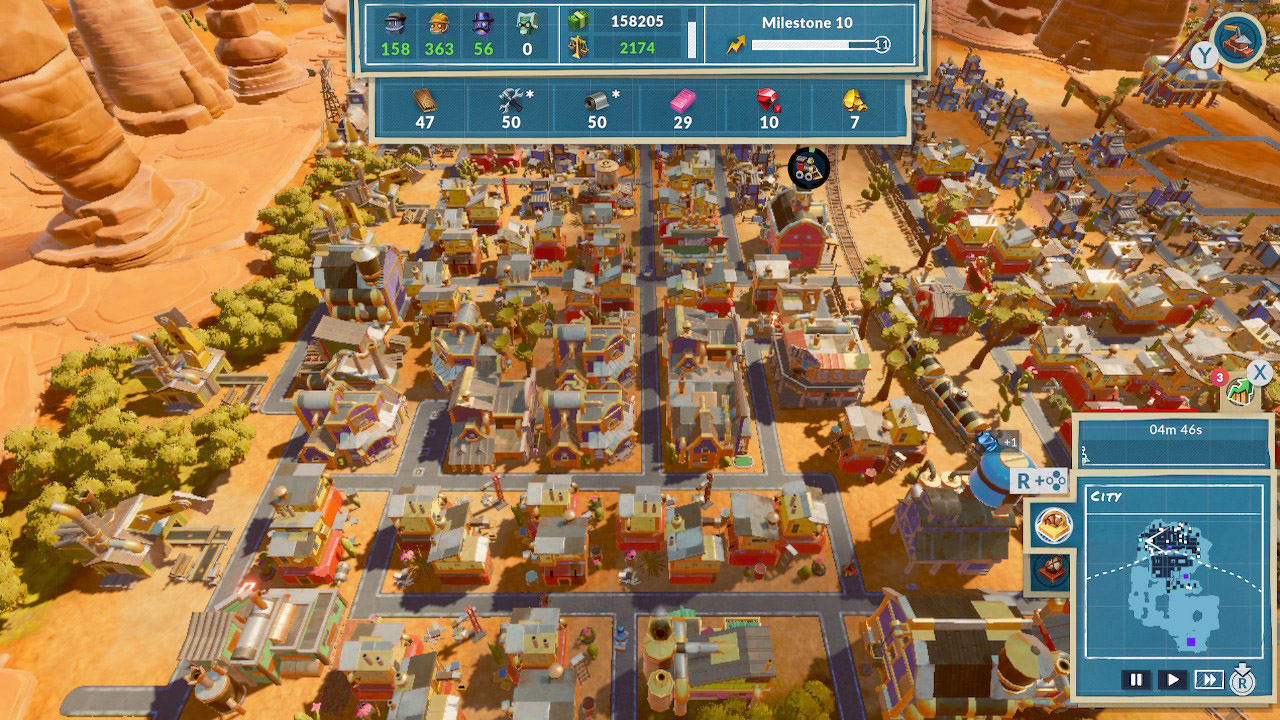 158 363 56 0
158205
2174
Milestone 10
11
47 50* 50* 29 10 7
Y
X
3
04m 46s
+1
R+
City
R